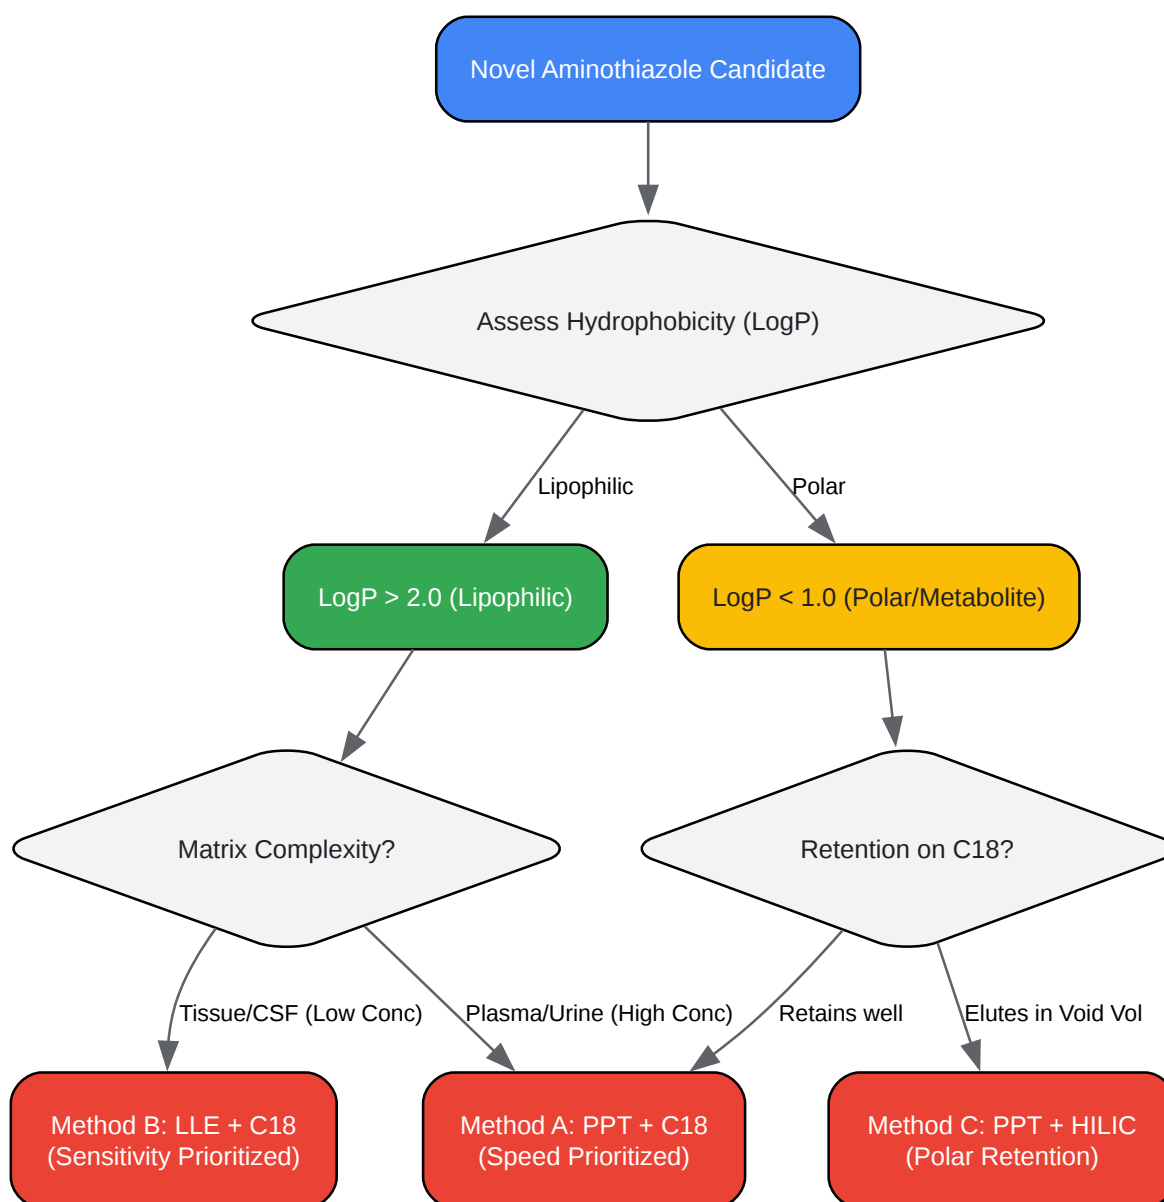 Novel Aminothiazole Candidate
Assess Hydrophobicity (LogP)
Lipophilic
Polar
LogP > 2.0 (Lipophilic)
LogP < 1.0 (Polar/Metabolite)
Matrix Complexity?
Retention on C18?
Tissue/CSF (Low Conc)
Plasma/Urine (High Conc)
Retains well
Elutes in Void Vol
Method B: LLE + C18
(Sensitivity Prioritized)
Method A: PPT + C18
(Speed Prioritized)
Method C: PPT + HILIC
(Polar Retention)